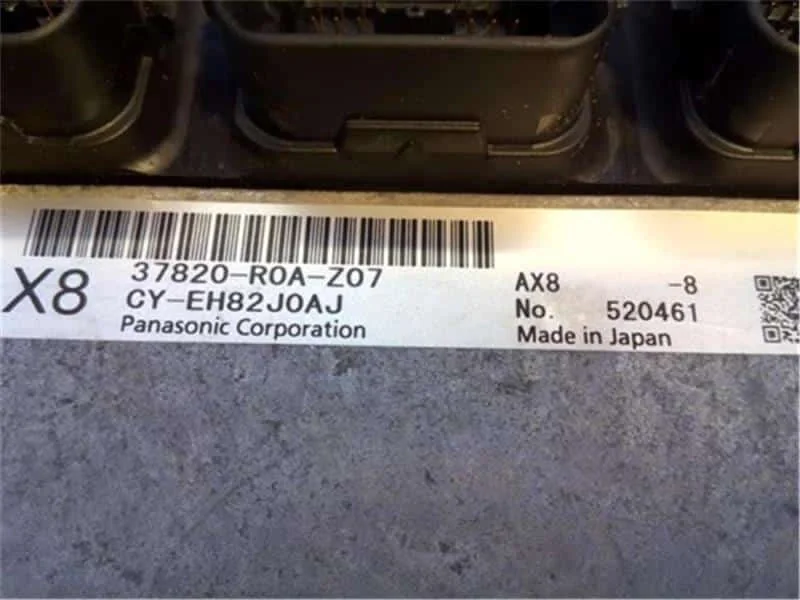 X8
37820-R0A-Z07
CY-EH82J0AJ
Panasonic Corporation
AX8 -8
No. 520461
Made in Japan